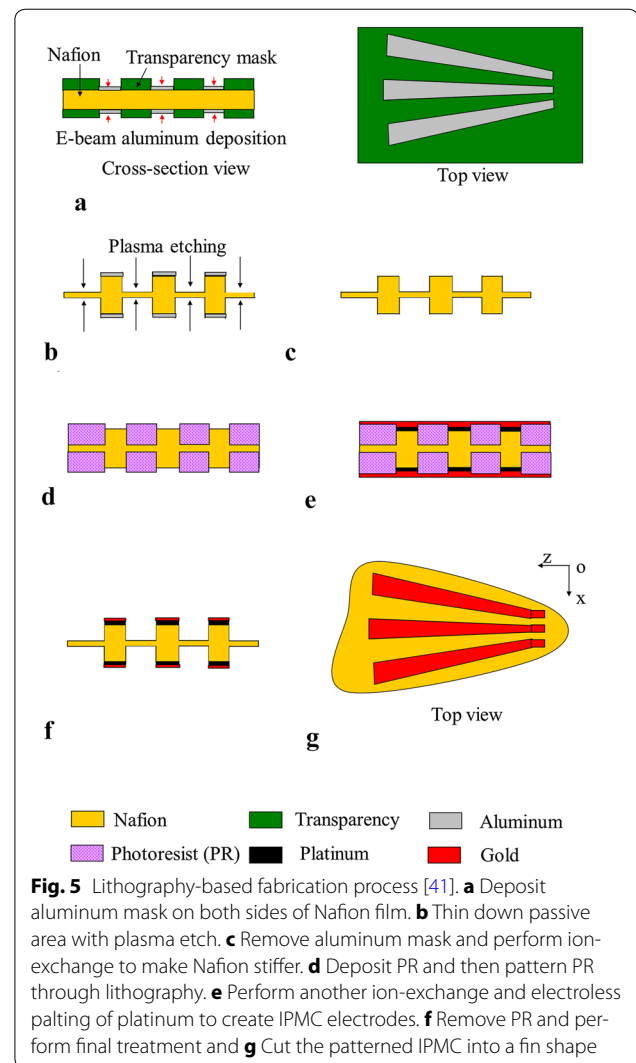 Nafion
Transparency mask
E-beam aluminum deposition
Cross-section view
Top view
a
Plasma etching
b
c
d
e
z
o
x
Top view
f
g
Nafion
Transparency
Aluminum
Photoresist (PR)
Platinum
Gold
Fig. 5 Lithography-based fabrication process [41]. a Deposit
aluminum mask on both sides of Nafion film. b Thin down passive
area with plasma etch. c Remove aluminum mask and perform ion-
exchange to make Nafion stiffer. d Deposit PR and then pattern PR
through lithography. e Perform another ion-exchange and electroless
palting of platinum to create IPMC electrodes. f Remove PR and per-
form final treatment and g Cut the patterned IPMC into a fin shape